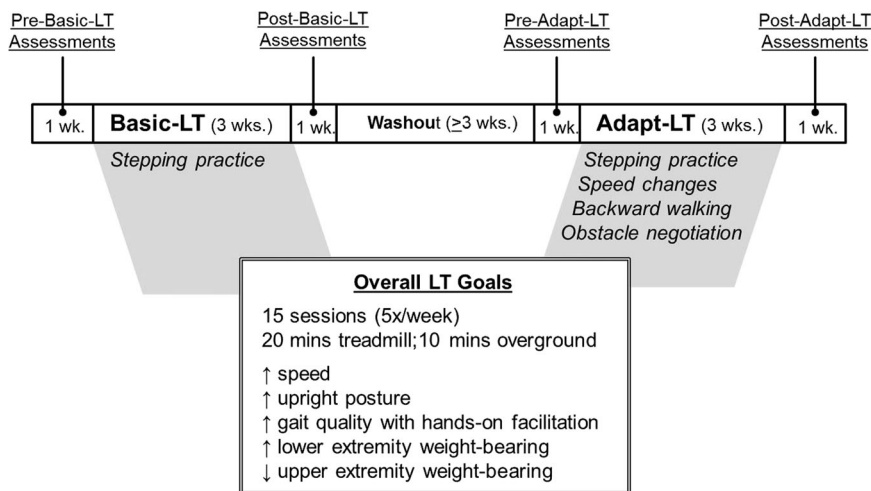 Pre-Basic-LT
Assessments
Post-Basic-LT
Assessments
Pre-Adapt-LT
Assessments
Post-Adapt-LT
Assessments
1 wk.
Basic-LT (3 wks.)
1 wk.
Washout (≥3 wks.)
1 wk.
Adapt-LT (3 wks.)
1 wk.
Stepping practice
Stepping practice
Speed changes
Backward walking
Obstacle negotiation
Overall LT Goals
15 sessions (5x/week)
20 mins treadmill;10 mins overground
↑ speed
↑ upright posture
↑ gait quality with hands-on facilitation
↑ lower extremity weight-bearing
↓ upper extremity weight-bearing